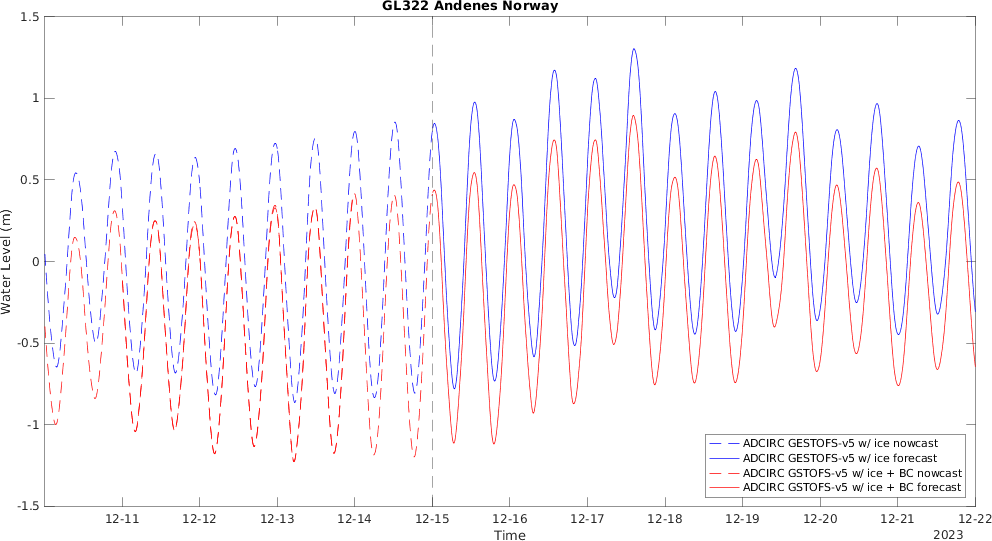 GL322 Andenes Norway
1.5
1
0.5
0
-0.5
-1
-1.5
Water Level (m)
12-11 12-12 12-13 12-14 12-15 12-16 12-17 12-18 12-19 12-20 12-21 12-22
Time
2023
ADCIRC GESTOFS-v5 w/ ice nowcast
ADCIRC GESTOFS-v5 w/ ice forecast
ADCIRC GSTOFS-v5 w/ ice + BC nowcast
ADCIRC GSTOFS-v5 w/ ice + BC forecast